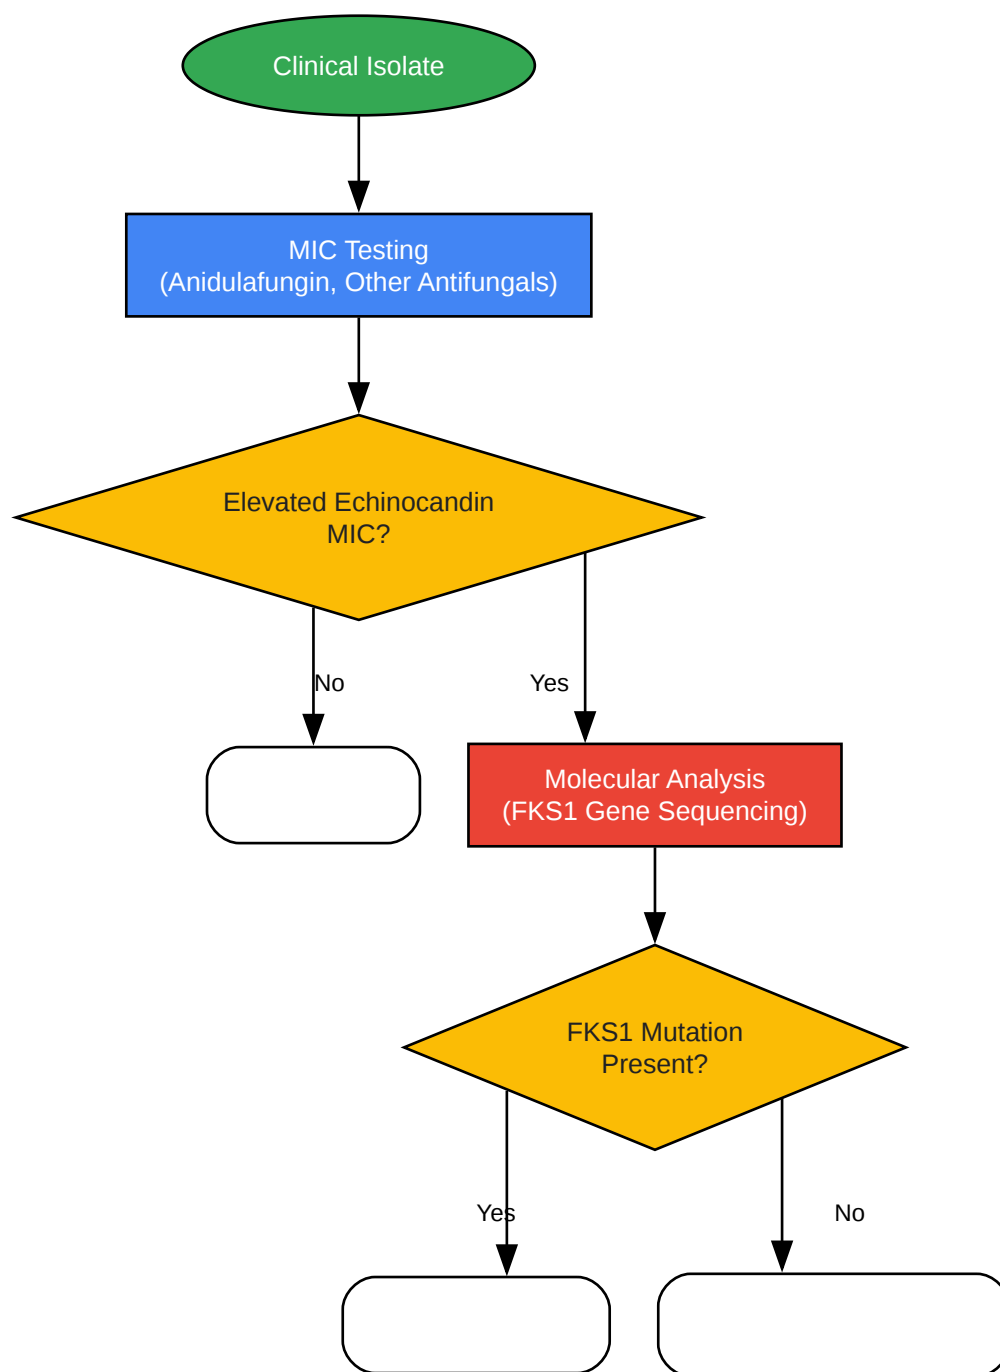 Clinical Isolate
MIC Testing
(Anidulafungin, Other Antifungals)
Elevated Echinocandin
MIC?
No
Yes
Molecular Analysis
(FKS1 Gene Sequencing)
FKS1 Mutation
Present?
Yes
No